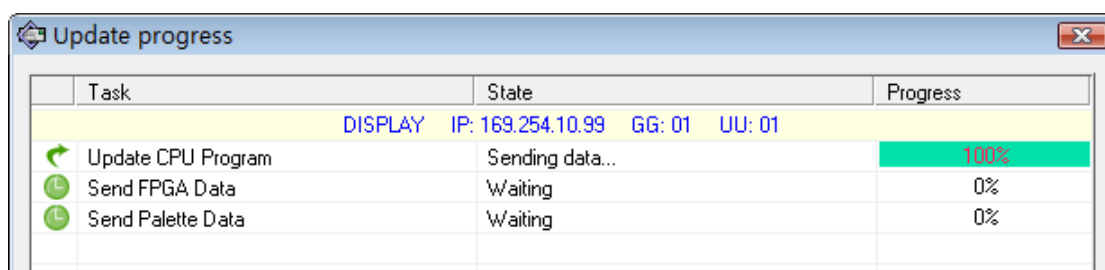 Update progress
Task State Progress
DISPLAY IP: 169.254.10.99 GG: 01 UU: 01
Update CPU Program Sending data... 100%
Send FPGA Data Waiting 0%
Send Palette Data Waiting 0%